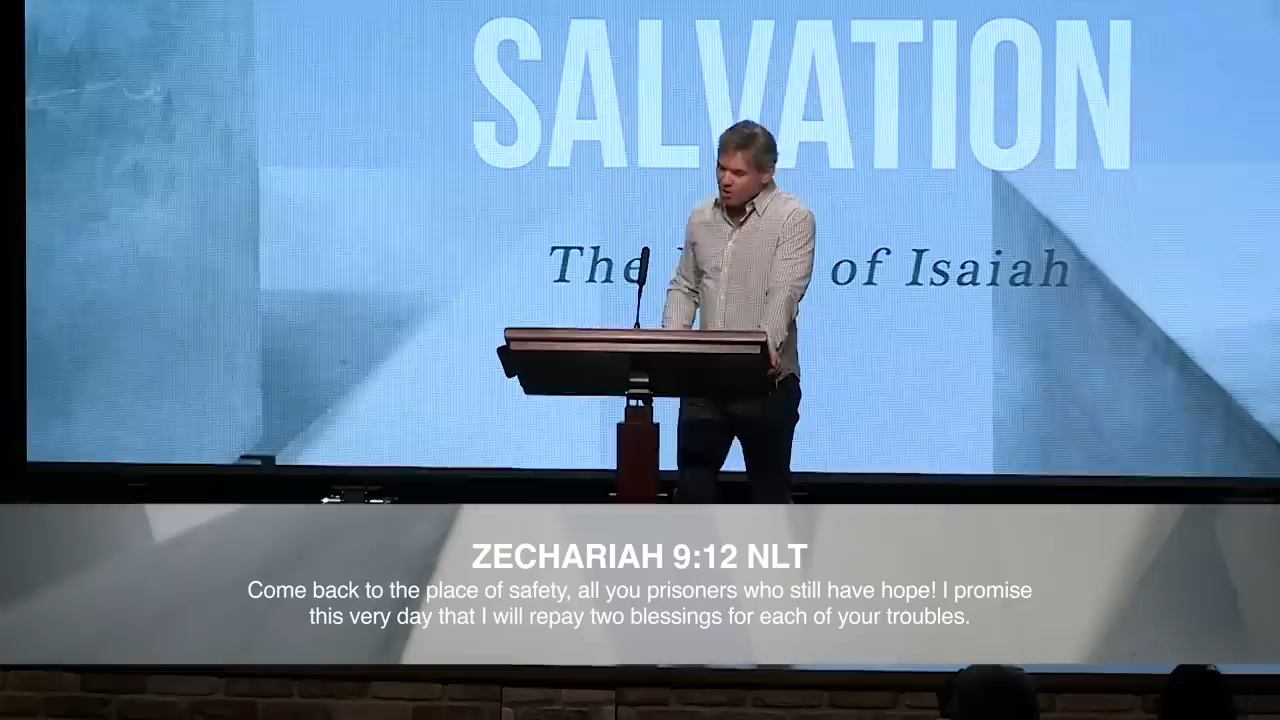 SALVATION
The of Isaiah
ZECHARIAH 9:12 NLT
Come back to the place of safety, all you prisoners who still have hope! I promise
this very day that I will repay two blessings for each of your troubles.